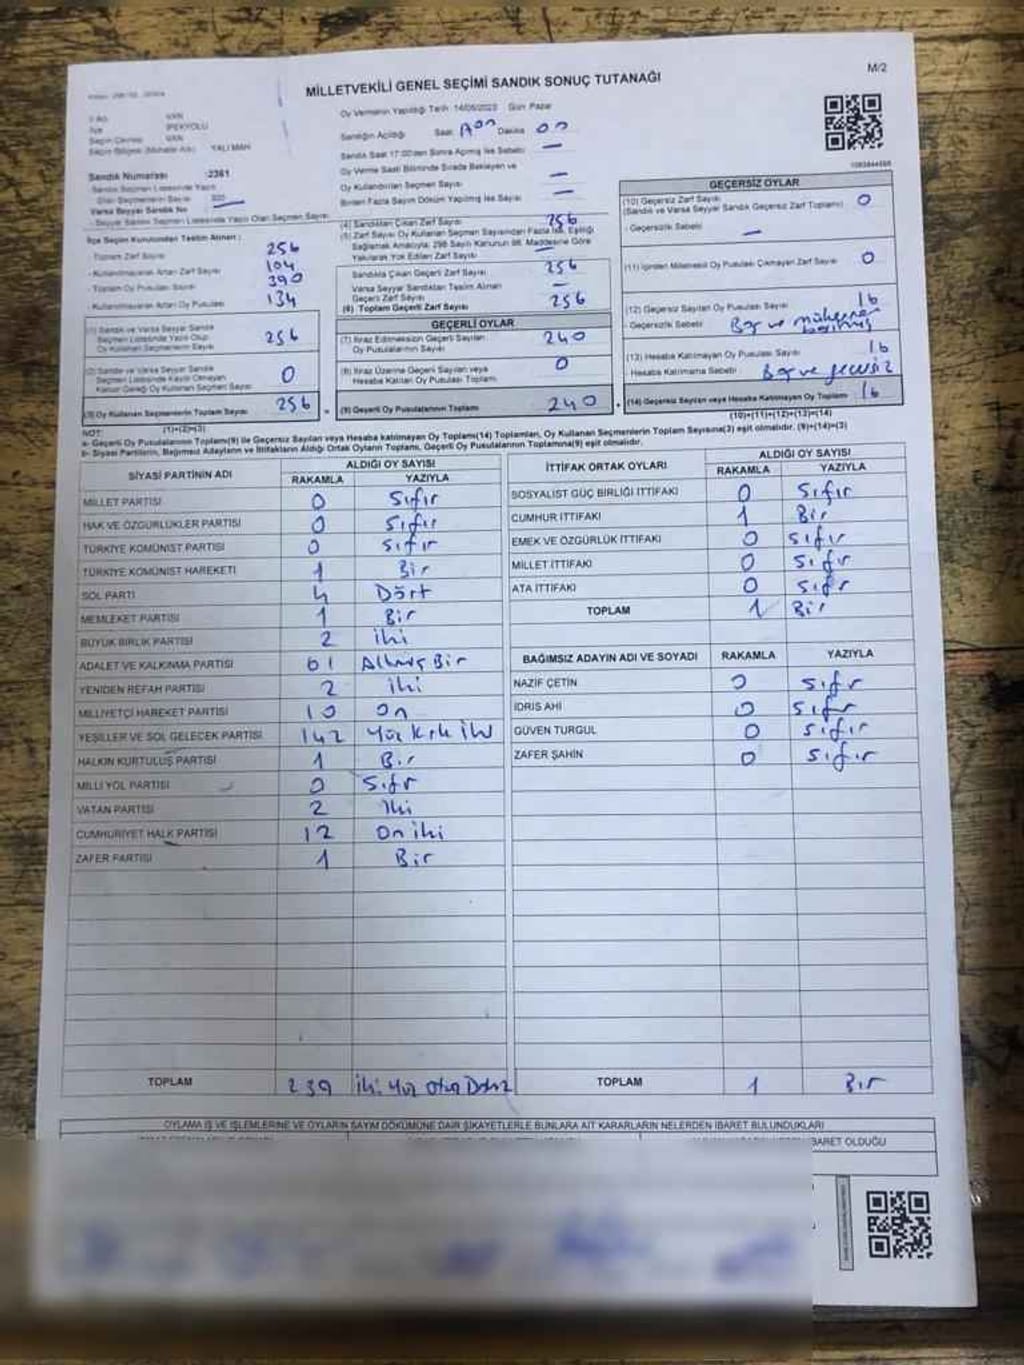 M/2
MİLLETVEKİLİ GENEL SEÇİMİ SANDIK SONUÇ TUTANAĞI
VAN
İPEKYOLU
VAN
YALI MAH
Sandık Numarası :2361
Oy Vermenin Yapıldığı Tarih 14/05/2023 Gün Pazar
Sandığın Açıldığı Saat Dakika
Sandık Saat 17:00'den Sonra Açılmış İse Sebebi —
Oy Verme Saati Bitiminde Sırada Bekleyen ve
Oy Kullandırılan Seçmen Sayısı —
Birden Fazla Sayım Döküm Yapılmış İse Sayısı —
İlçe Seçim Kurulundan Teslim Alınan :
- Toplam Zarf Sayısı 256
- Kullanılmayarak Artan Zarf Sayısı 104
- Toplam Oy Pusulası Sayısı 390
- Kullanılmayarak Artan Oy Pusulası 134
(1) Sandık ve Varsa Seyyar Sandık
Seçmen Listesinde Yazılı Olup
Oy Kullanan Seçmenlerin Sayısı 256
(2) Sandık ve Varsa Seyyar Sandık
Seçmen Listesinde Kayıtlı Olmayan
Kanun Gereği Oy Kullanan Seçmen Sayısı 0
(3) Oy Kullanan Seçmenlerin Toplam Sayısı 256
(1)+(2)=(3)
(4) Sandıktan Çıkan Zarf Sayısı 256
(5) Zarf Sayısı Oy Kullanan Seçmen Sayısından Fazla İse, Eşitliği
Sağlamak Amacıyla; 298 Sayılı Kanunun 98. Maddesine Göre
Yakılarak Yok Edilen Zarf Sayısı —
Sandıkta Çıkan Geçerli Zarf Sayısı 256
Varsa Seyyar Sandıktan Teslim Alınan
Geçerli Zarf Sayısı —
(6) Toplam Geçerli Zarf Sayısı 256
GEÇERLİ OYLAR
(7) İtiraz Edilmeksizin Geçerli Sayılan
Oy Pusulalarının Sayısı 240
(8) İtiraz Üzerine Geçerli Sayılan veya
Hesaba Katılan Oy Pusulaları Toplamı 0
(9) Geçerli Oy Pusulalarının Toplamı 240
GEÇERSİZ OYLAR
(10) Geçersiz Zarf Sayısı 0
(Sandık ve Varsa Seyyar Sandık Geçersiz Zarf Toplamı)
- Geçersizlik Sebebi —
(11) İçinden Milletvekili Oy Pusulası Çıkmayan Zarf Sayısı 0
(12) Geçersiz Sayılan Oy Pusulası Sayısı 16
- Geçersizlik Sebebi
(13) Hesaba Katılmayan Oy Pusulası Sayısı 16
- Hesaba Katılmama Sebebi Boş ve geçersiz
(14) Geçersiz Sayılan veya Hesaba Katılmayan Oy Toplamı 16
(10)+(11)+(12)+(13)=(14)
NOT:
a- Geçerli Oy Pusulalarının Toplamı(9) ile Geçersiz Sayılan veya Hesaba katılmayan Oy Toplamı(14) Toplamları, Oy Kullanan Seçmenlerin Toplam Sayısına(3) eşit olmalıdır. (9)+(14)=(3)
b- Siyasi Partilerin, Bağımsız Adayların ve İttifakların Aldığı Ortak Oyların Toplamı, Geçerli Oy Pusulalarının Toplamına(9) eşit olmalıdır.
SİYASİ PARTİNİN ADI ALDIĞI OY SAYISI
RAKAMLA YAZIYLA
MİLLET PARTİSİ 0 Sıfır
HAK VE ÖZGÜRLÜKLER PARTİSİ 0 Sıfır
TÜRKİYE KOMÜNİST PARTİSİ 0 Sıfır
TÜRKİYE KOMÜNİST HAREKETİ 1 Bir
SOL PARTİ 4 Dört
MEMLEKET PARTİSİ 1 Bir
BÜYÜK BİRLİK PARTİSİ 2 iki
ADALET VE KALKINMA PARTİSİ 61 Altmış Bir
YENİDEN REFAH PARTİSİ 2 iki
MİLLİYETÇİ HAREKET PARTİSİ 10 On
YEŞİLLER VE SOL GELECEK PARTİSİ 142 Yüz Kırk iki
HALKIN KURTULUŞ PARTİSİ 1 Bir
MİLLİ YOL PARTİSİ 0 Sıfır
VATAN PARTİSİ 2 iki
CUMHURİYET HALK PARTİSİ 12 On iki
ZAFER PARTİSİ 1 Bir
TOPLAM 239 iki Yüz Otuz Dokuz
İTTİFAK ORTAK OYLARI ALDIĞI OY SAYISI
RAKAMLA YAZIYLA
SOSYALİST GÜÇ BİRLİĞİ İTTİFAKI 0 Sıfır
CUMHUR İTTİFAKI 1 Bir
EMEK VE ÖZGÜRLÜK İTTİFAKI 0 Sıfır
MİLLET İTTİFAKI 0 Sıfır
ATA İTTİFAKI 0 Sıfır
TOPLAM 1 Bir
BAĞIMSIZ ADAYIN ADI VE SOYADI RAKAMLA YAZIYLA
NAZİF ÇETİN 0 Sıfır
İDRİS AHİ 0 Sıfır
GÜVEN TURGUL 0 Sıfır
ZAFER ŞAHİN 0 Sıfır
TOPLAM 1 Bir
OYLAMA İŞ VE İŞLEMLERİNE VE OYLARIN SAYIM DÖKÜMÜNE DAİR ŞİKAYETLERLE BUNLARA AİT KARARLARIN NELERDEN İBARET BULUNDUKLARI
İBARET OLDUĞU